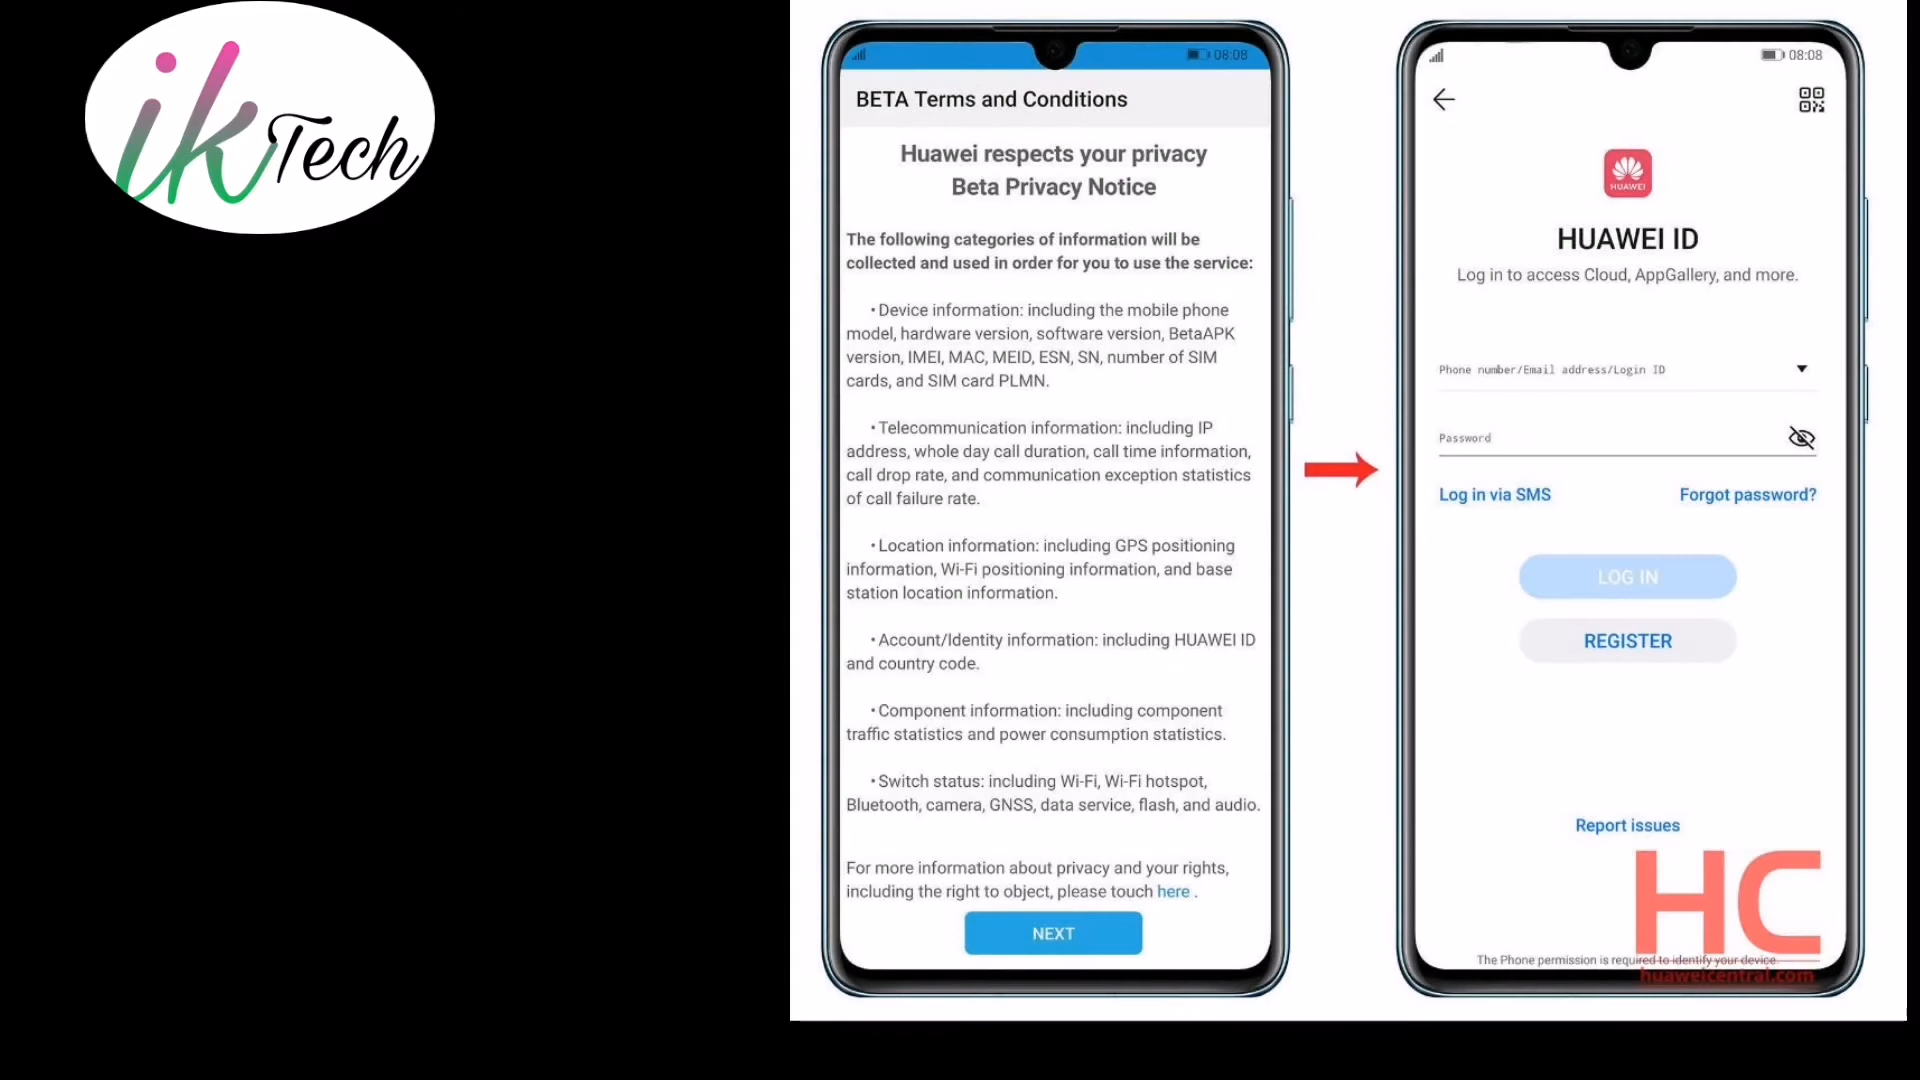 ik Tech
08:08
BETA Terms and Conditions
Huawei respects your privacy
Beta Privacy Notice
The following categories of information will be
collected and used in order for you to use the service:
• Device information: including the mobile phone
model, hardware version, software version, BetaAPK
version, IMEI, MAC, MEID, ESN, SN, number of SIM
cards, and SIM card PLMN.
• Telecommunication information: including IP
address, whole day call duration, call time information,
call drop rate, and communication exception statistics
of call failure rate.
• Location information: including GPS positioning
information, Wi-Fi positioning information, and base
station location information.
• Account/Identity information: including HUAWEI ID
and country code.
• Component information: including component
traffic statistics and power consumption statistics.
• Switch status: including Wi-Fi, Wi-Fi hotspot,
Bluetooth, camera, GNSS, data service, flash, and audio.
For more information about privacy and your rights,
including the right to object, please touch here .
NEXT
08:08
HUAWEI
HUAWEI ID
Log in to access Cloud, AppGallery, and more.
Phone number/Email address/Login ID
Password
Log in via SMS
Forgot password?
LOG IN
REGISTER
Report issues
HC
The Phone permission is required to identify your device.
huaweicentral.com